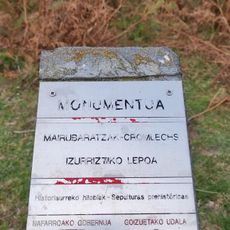 MONUMENTUA
MAIRUBARATZAK-CROMLECHS
IZURRIZTIKO LEPOA
Historiaurreko hilobiak-Sepulturas prehistóricas
NAFARROAKO GOBERNUA GOIZUETAKO UDALA